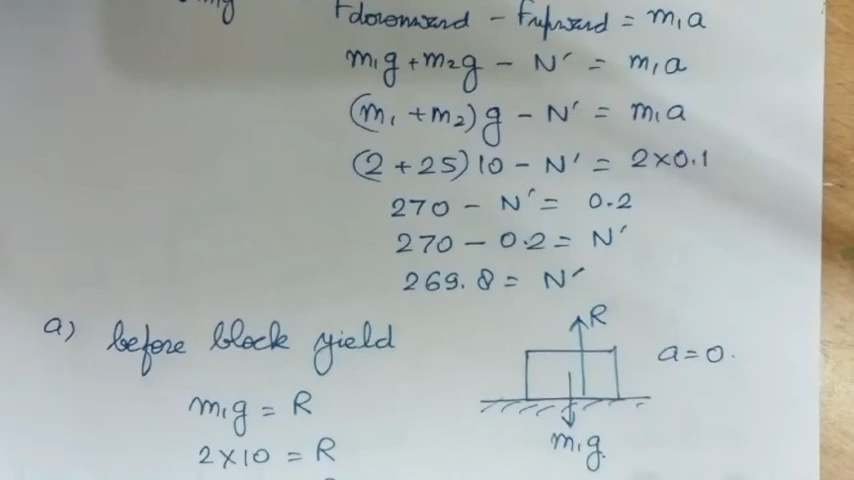 Fdownward - Fupward = m₁a
m₁g + m₂g - N′ = m₁a
(m₁ + m₂)g - N′ = m₁a
(2 + 25)10 - N′ = 2×0.1
270 - N′ = 0.2
270 - 0.2 = N′
269.8 = N′
a) before block yield
R
a = 0.
m₁g = R
m₁g
2×10 = R